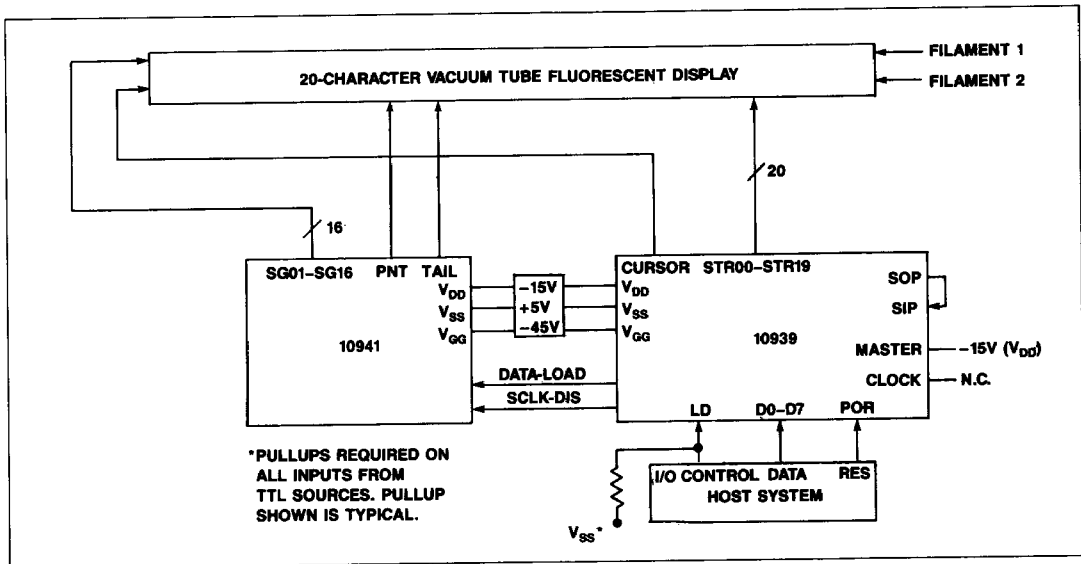 FILAMENT 1
20-CHARACTER VACUUM TUBE FLUORESCENT DISPLAY
FILAMENT 2
20
16
SG01–SG16 PNT TAIL
CURSOR STR00–STR19
SOP
SIP
VDD
–15V
VDD
VSS
+5V
VSS
VGG
–45V
VGG
10941
10939
MASTER
–15V (VDD)
CLOCK
N.C.
DATA-LOAD
SCLK-DIS
LD D0–D7 POR
*PULLUPS REQUIRED ON
ALL INPUTS FROM
TTL SOURCES. PULLUP
SHOWN IS TYPICAL.
I/O CONTROL DATA RES
HOST SYSTEM
VSS*